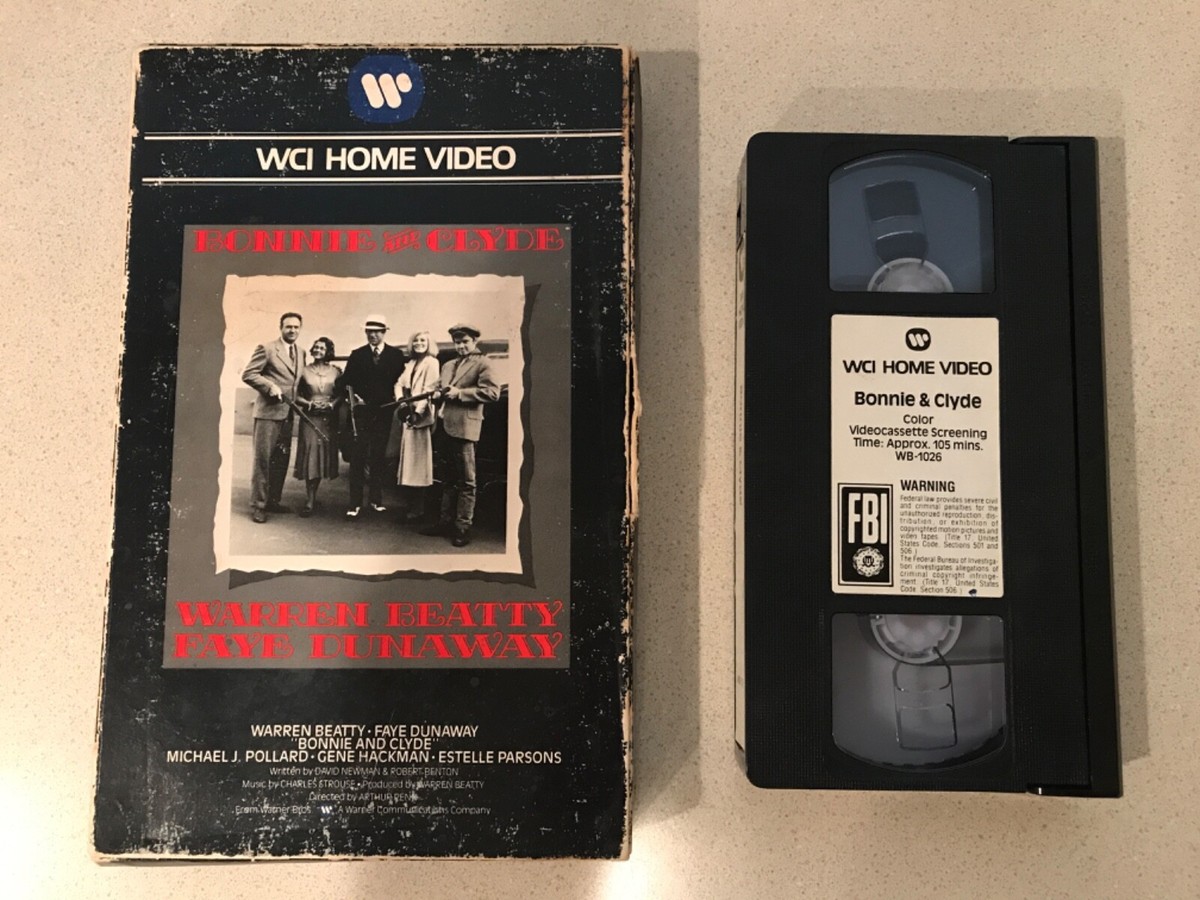 WCI HOME VIDEO
BONNIE AND CLYDE
WARREN BEATTY
FAYE DUNAWAY
WARREN BEATTY · FAYE DUNAWAY
"BONNIE AND CLYDE"
MICHAEL J. POLLARD · GENE HACKMAN · ESTELLE PARSONS
Written by DAVID NEWMAN & ROBERT BENTON
Music by CHARLES STROUSE · Produced by WARREN BEATTY
Directed by ARTHUR PENN
From Warner Bros. A Warner Communications Company
WCI HOME VIDEO
Bonnie & Clyde
Color
Videocassette Screening
Time: Approx. 105 mins.
WB-1026
FBI
WARNING
Federal law provides severe civil
and criminal penalties for the
unauthorized reproduction, dis-
tribution, or exhibition of
copyrighted motion pictures and
video tapes. (Title 17, United
States Code, Sections 501 and
506.)
The Federal Bureau of Investiga-
tion investigates allegations of
criminal copyright infringe-
ment. (Title 17, United States
Code, Section 506.)